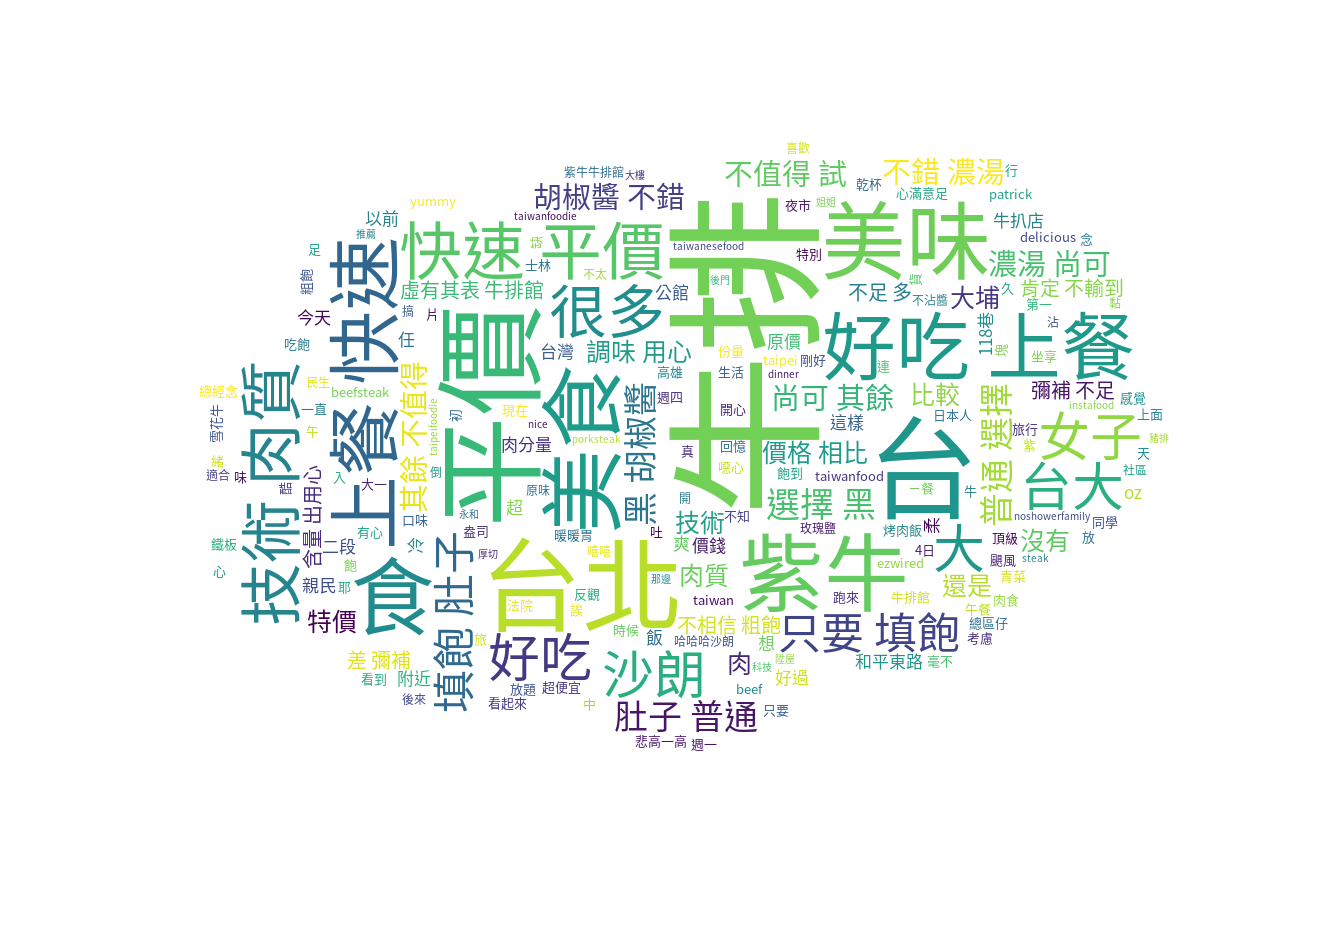 喜歡
紫牛牛排館
大樓
不值得 試
不錯 濃湯
行
胡椒醬 不錯
乾杯
心滿意足
patrick
yummy
夜市
姐姐
以前
taiwanfoodie
牛扒店
推薦
快速
平價
牛排
美味
delicious
念
taiwanesefood
足
士林
特別
濃湯 尚可
快速
不太
後門
粗飽
虛有其表 牛排館
很多
公館
不足 多
不沾醬
大埔
久
肯定 不輸到
第一
黏
今天
搞
片
平價
好吃
上餐
118巷
沾
吃飽
任
台灣
調味 用心
份量
原價
taipei
剛好
連
坐享
總經念
民生
beefsteak
高雄
生活
dinner
尚可 其餘
比較
彌補 不足
感覺
肉質
一直
其餘 不值得
taipeifoodie
初
現在
美食
黑 胡椒醬
週四
開心
這樣
日本人
instafood
上面
雪花牛
午
上餐
nice
porksteak
肉分量
真
回憶
噁心
價格 相比
台
普通 選擇
旅行
紫
女子
豬排
天
緒
適合
味
入
大一
倒
原味
飽到
taiwanfood
社區
技術
含量 出用心
口味
永和
超
開
選擇 黑
一餐
牛
台大
OZ
有心
盎司
暖暖胃
吐
技術
一不知
玫瑰鹽
烤肉飯
noshowerfamily
同學
放
鐵板
二段
冷
厚切
嘻嘻
爽
價錢
4日
大
頂級
沒有
心
飽
親民
耶
食
填飽 肚子
台北
反觀
那邊
肉質
紫牛
ezwired
颶風
steak
還是
青菜
特價
法院
誒
taiwan
跑來
牛排館
午餐
肉食
旅
時候
飯
哈哈哈沙朗
不相信 粗飽
想
只要 填飽
總區仔
考慮
差 彌補
好吃
沙朗
肉
科技
好過
和平東路
毫不
看到
附近
放題
超便宜
beef
後來
看起來
中
肚子 普通
只要
悲高一高
週一